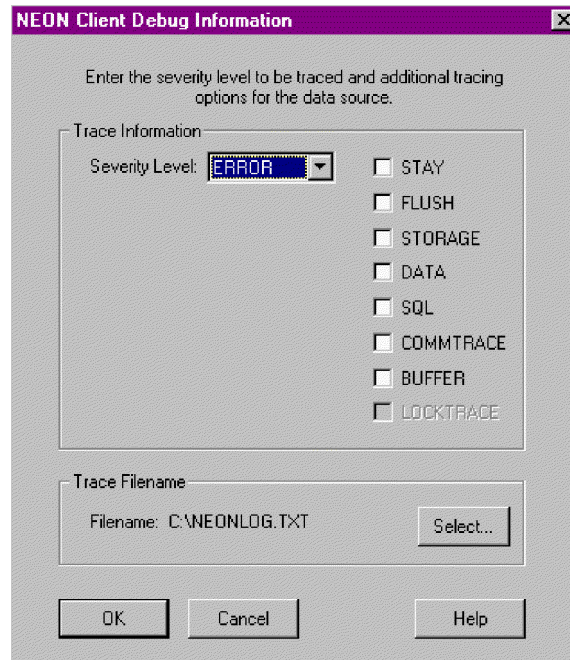 NEON Client Debug Information
Enter the severity level to be traced and additional tracing
options for the data source.
Trace Information
Severity Level: ERROR
STAY
FLUSH
STORAGE
DATA
SQL
COMMTRACE
BUFFER
LOCKTRACE
Trace Filename
Filename: C:\NEONLOG.TXT
Select...
OK
Cancel
Help